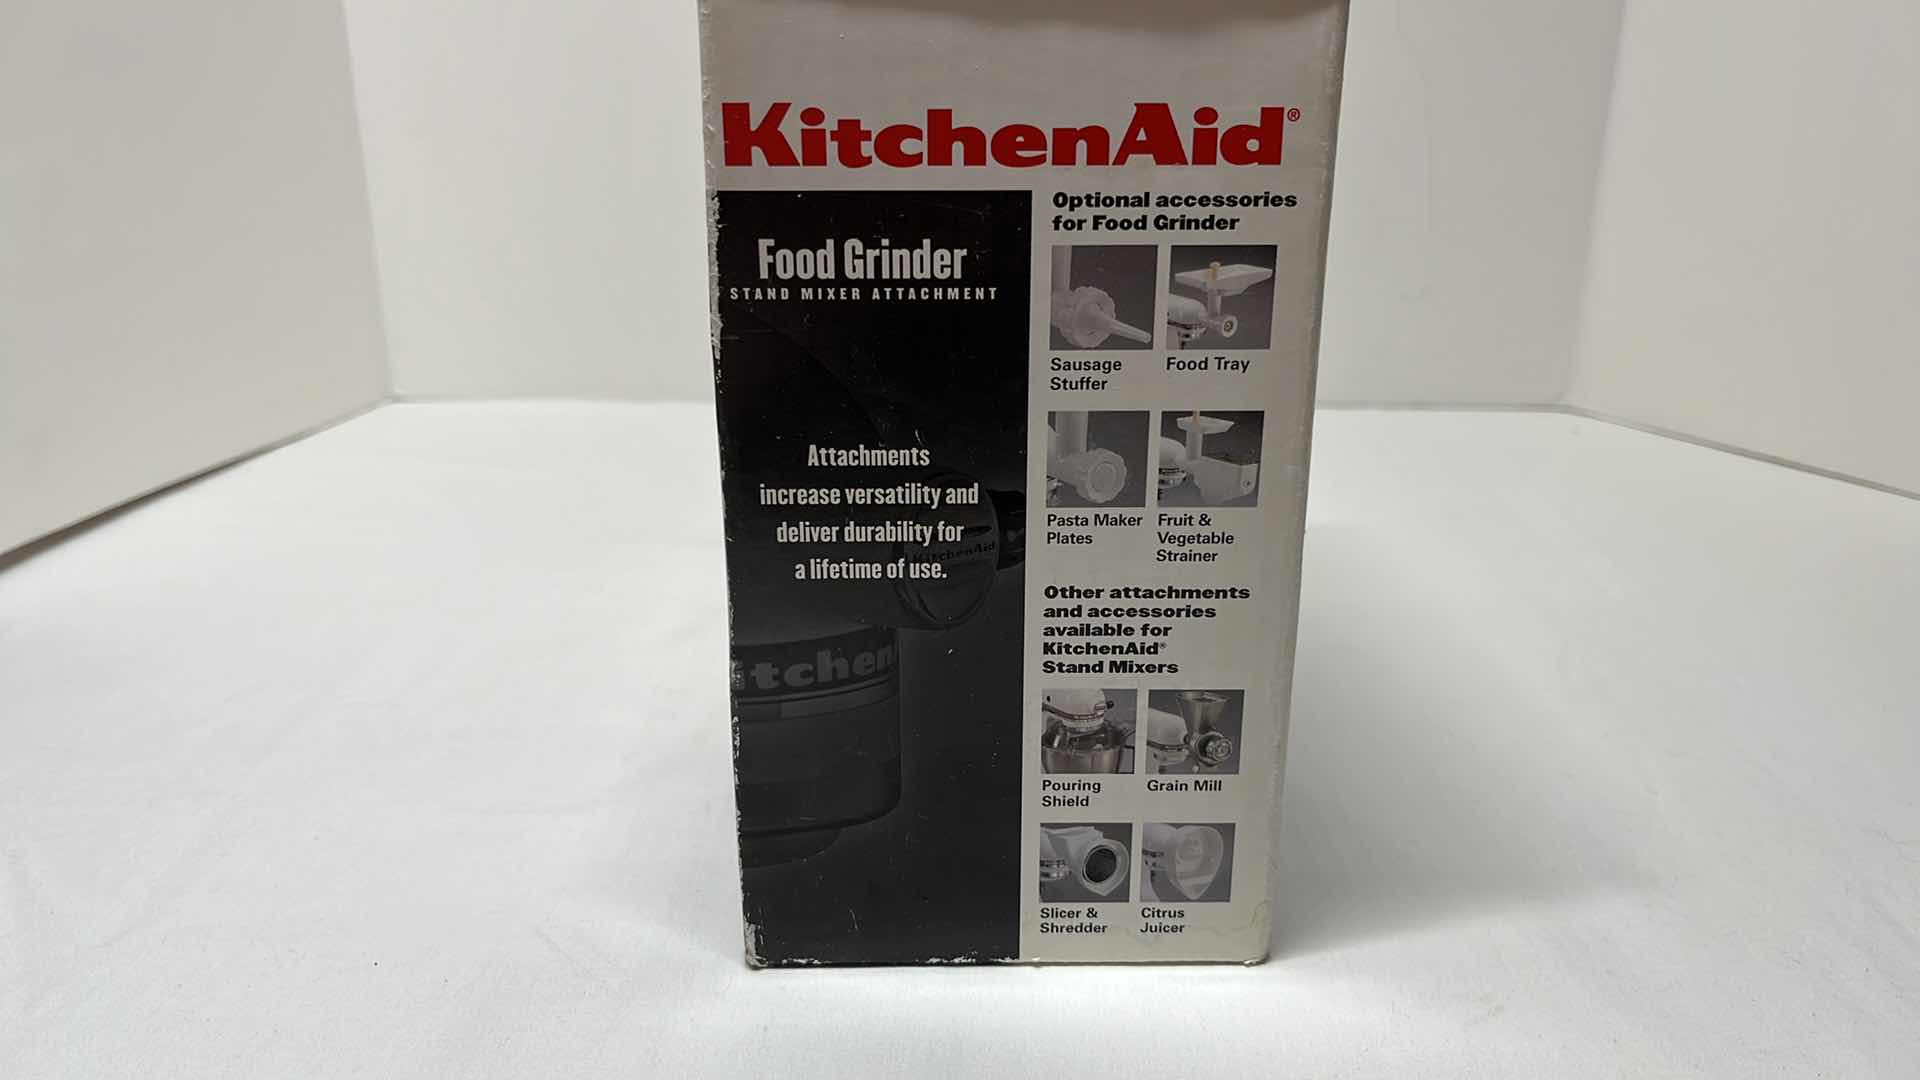 KitchenAid®
Food Grinder
STAND MIXER ATTACHMENT
Attachments
increase versatility and
deliver durability for
a lifetime of use.
KitchenAid
itchen
Optional accessories
for Food Grinder
Sausage
Stuffer
Food Tray
Pasta Maker
Plates
Fruit &
Vegetable
Strainer
Other attachments
and accessories
available for
KitchenAid®
Stand Mixers
Pouring
Shield
Grain Mill
Slicer &
Shredder
Citrus
Juicer